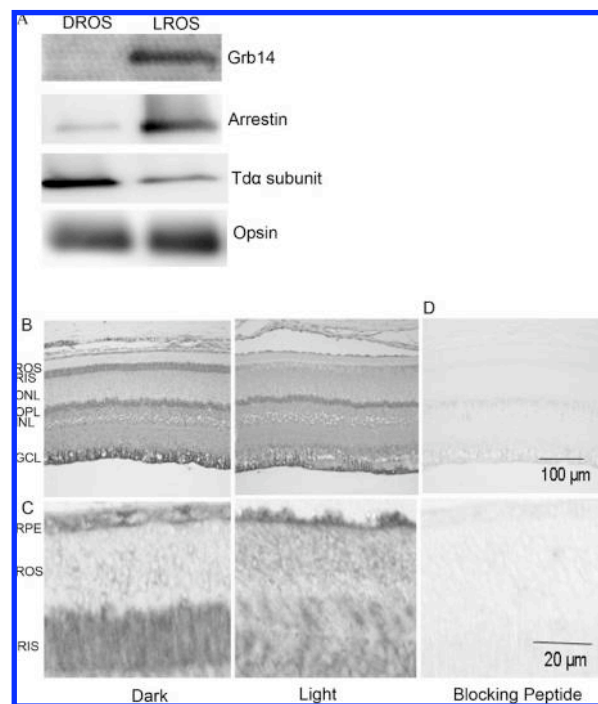 A
DROS LROS
Grb14
Arrestin
Tdα subunit
Opsin
B
D
ROS
RIS
ONL
OPL
INL
GCL
100 µm
C
RPE
ROS
RIS
20 µm
Dark Light Blocking Peptide